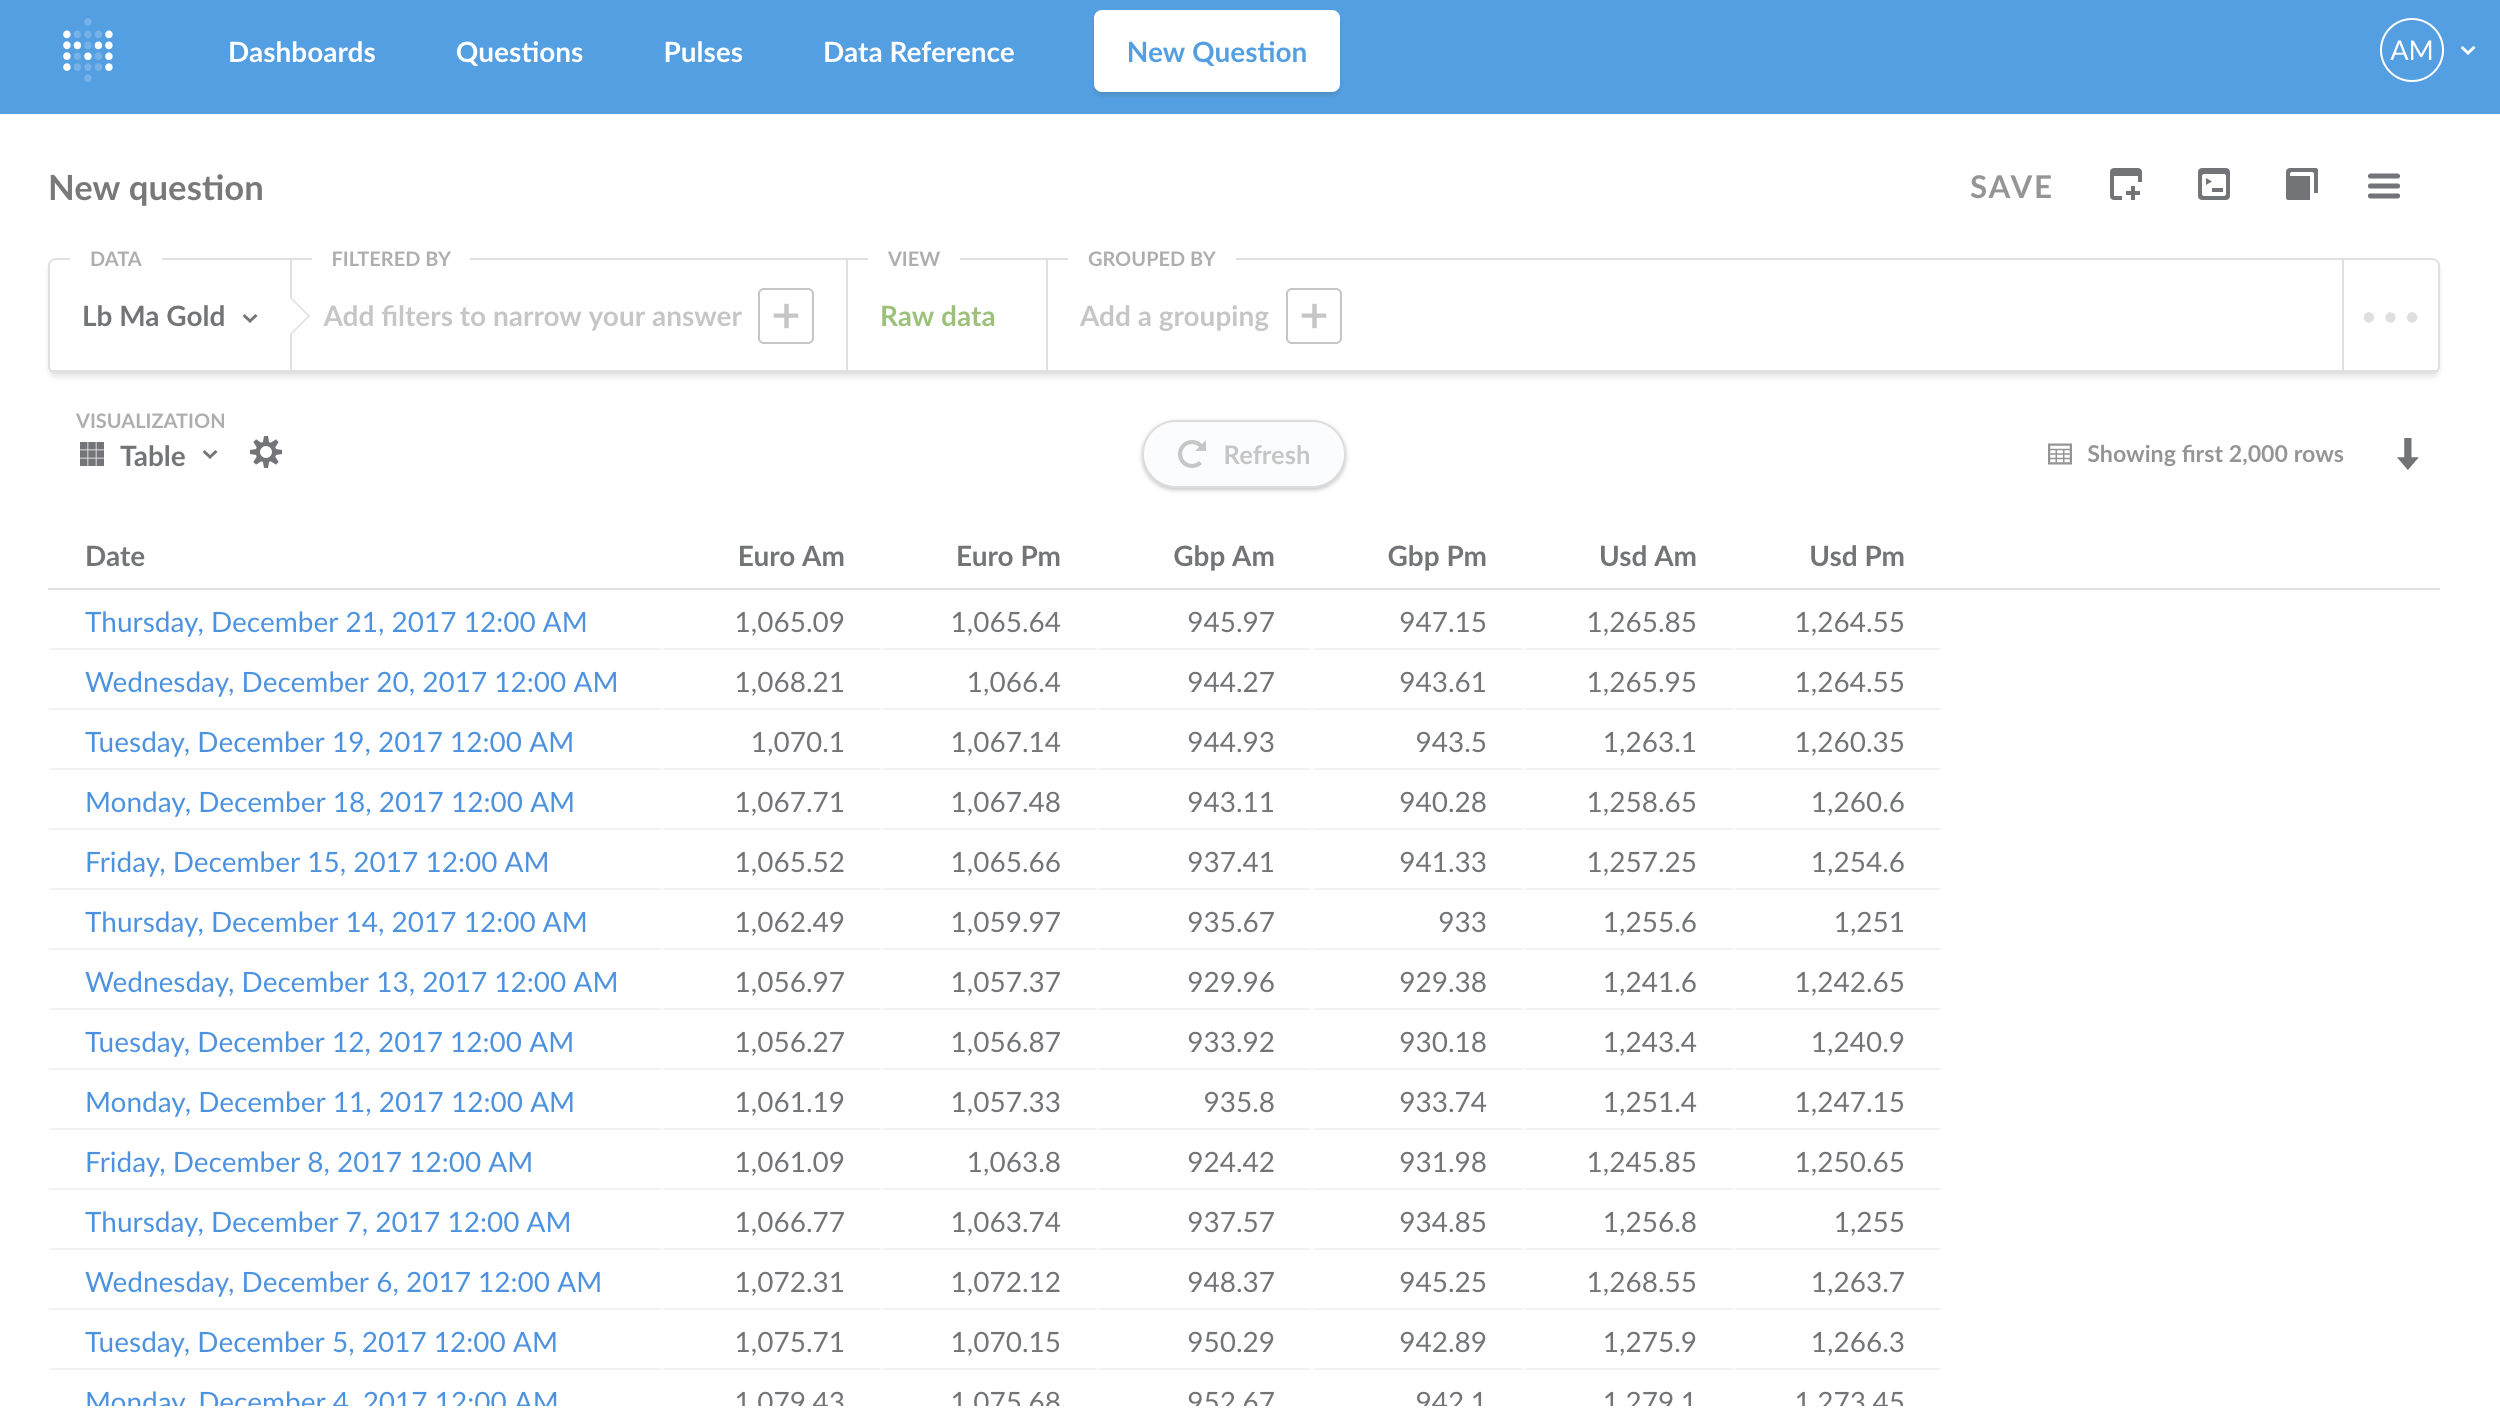 Dashboards Questions Pulses Data Reference New Question AM
New question SAVE
DATA FILTERED BY VIEW GROUPED BY
Lb Ma Gold Add filters to narrow your answer Raw data Add a grouping
VISUALIZATION
Table Refresh Showing first 2,000 rows
Date Euro Am Euro Pm Gbp Am Gbp Pm Usd Am Usd Pm
Thursday, December 21, 2017 12:00 AM 1,065.09 1,065.64 945.97 947.15 1,265.85 1,264.55
Wednesday, December 20, 2017 12:00 AM 1,068.21 1,066.4 944.27 943.61 1,265.95 1,264.55
Tuesday, December 19, 2017 12:00 AM 1,070.1 1,067.14 944.93 943.5 1,263.1 1,260.35
Monday, December 18, 2017 12:00 AM 1,067.71 1,067.48 943.11 940.28 1,258.65 1,260.6
Friday, December 15, 2017 12:00 AM 1,065.52 1,065.66 937.41 941.33 1,257.25 1,254.6
Thursday, December 14, 2017 12:00 AM 1,062.49 1,059.97 935.67 933 1,255.6 1,251
Wednesday, December 13, 2017 12:00 AM 1,056.97 1,057.37 929.96 929.38 1,241.6 1,242.65
Tuesday, December 12, 2017 12:00 AM 1,056.27 1,056.87 933.92 930.18 1,243.4 1,240.9
Monday, December 11, 2017 12:00 AM 1,061.19 1,057.33 935.8 933.74 1,251.4 1,247.15
Friday, December 8, 2017 12:00 AM 1,061.09 1,063.8 924.42 931.98 1,245.85 1,250.65
Thursday, December 7, 2017 12:00 AM 1,066.77 1,063.74 937.57 934.85 1,256.8 1,255
Wednesday, December 6, 2017 12:00 AM 1,072.31 1,072.12 948.37 945.25 1,268.55 1,263.7
Tuesday, December 5, 2017 12:00 AM 1,075.71 1,070.15 950.29 942.89 1,275.9 1,266.3
Monday, December 4, 2017 12:00 AM 1,079.43 1,075.68 952.67 942.1 1,279.1 1,273.45